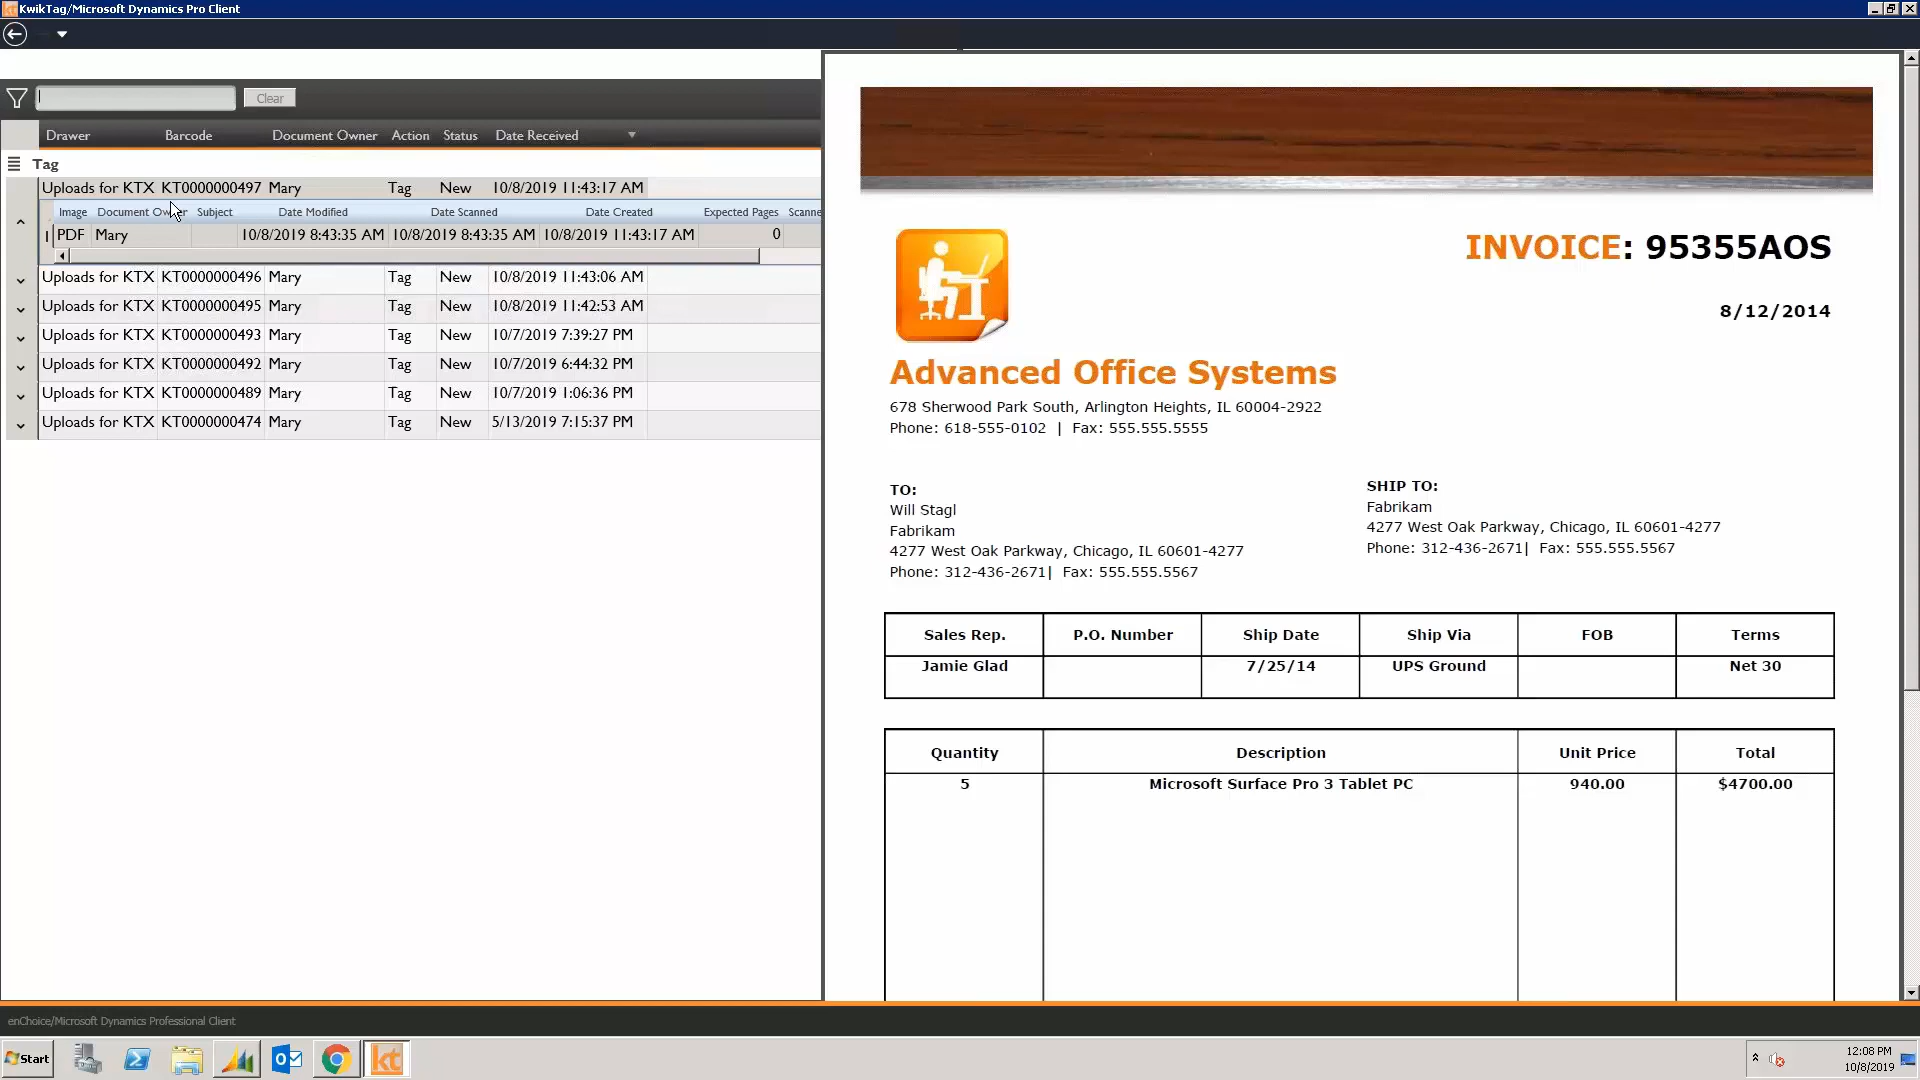 KwikTag/Microsoft Dynamics Pro Client
Clear
Drawer Barcode Document Owner Action Status Date Received
Tag
Uploads for KTX KT0000000497 Mary Tag New 10/8/2019 11:43:17 AM
Image Document Owner Subject Date Modified Date Scanned Date Created Expected Pages Scanne
PDF Mary 10/8/2019 8:43:35 AM 10/8/2019 8:43:35 AM 10/8/2019 11:43:17 AM 0
Uploads for KTX KT0000000496 Mary Tag New 10/8/2019 11:43:06 AM
Uploads for KTX KT0000000495 Mary Tag New 10/8/2019 11:42:53 AM
Uploads for KTX KT0000000493 Mary Tag New 10/7/2019 7:39:27 PM
Uploads for KTX KT0000000492 Mary Tag New 10/7/2019 6:44:32 PM
Uploads for KTX KT0000000489 Mary Tag New 10/7/2019 1:06:36 PM
Uploads for KTX KT0000000474 Mary Tag New 5/13/2019 7:15:37 PM
INVOICE: 95355AOS
8/12/2014
Advanced Office Systems
678 Sherwood Park South, Arlington Heights, IL 60004-2922
Phone: 618-555-0102 | Fax: 555.555.5555
TO:
Will Stagl
Fabrikam
4277 West Oak Parkway, Chicago, IL 60601-4277
Phone: 312-436-2671| Fax: 555.555.5567
SHIP TO:
Fabrikam
4277 West Oak Parkway, Chicago, IL 60601-4277
Phone: 312-436-2671| Fax: 555.555.5567
Sales Rep. P.O. Number Ship Date Ship Via FOB Terms
Jamie Glad 7/25/14 UPS Ground Net 30
Quantity Description Unit Price Total
5 Microsoft Surface Pro 3 Tablet PC 940.00 $4700.00
enChoice/Microsoft Dynamics Professional Client
Start
kt
12:08 PM
10/8/2019